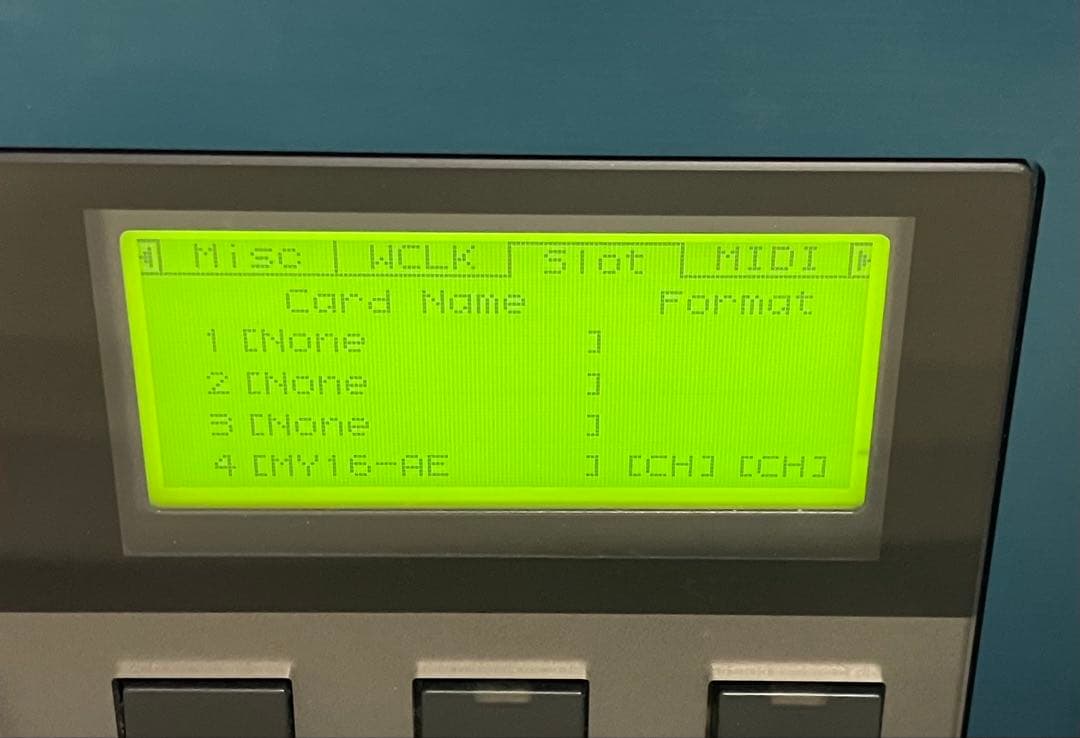 Misc WCLK Slot MIDI
Card Name Format
1 [None ]
2 [None ]
3 [None ]
4 [MY16-AE ] [CH] [CH]